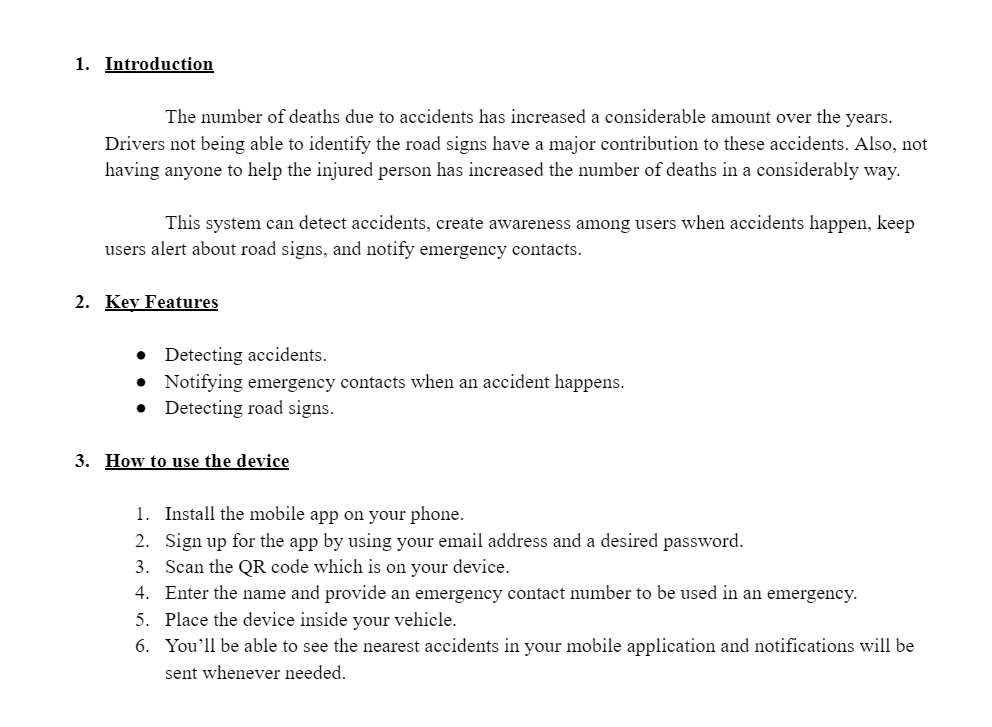 1. Introduction
The number of deaths due to accidents has increased a considerable amount over the years.
Drivers not being able to identify the road signs have a major contribution to these accidents. Also, not
having anyone to help the injured person has increased the number of deaths in a considerably way.
This system can detect accidents, create awareness among users when accidents happen, keep
users alert about road signs, and notify emergency contacts.
2. Key Features
● Detecting accidents.
● Notifying emergency contacts when an accident happens.
● Detecting road signs.
3. How to use the device
1. Install the mobile app on your phone.
2. Sign up for the app by using your email address and a desired password.
3. Scan the QR code which is on your device.
4. Enter the name and provide an emergency contact number to be used in an emergency.
5. Place the device inside your vehicle.
6. You’ll be able to see the nearest accidents in your mobile application and notifications will be
sent whenever needed.